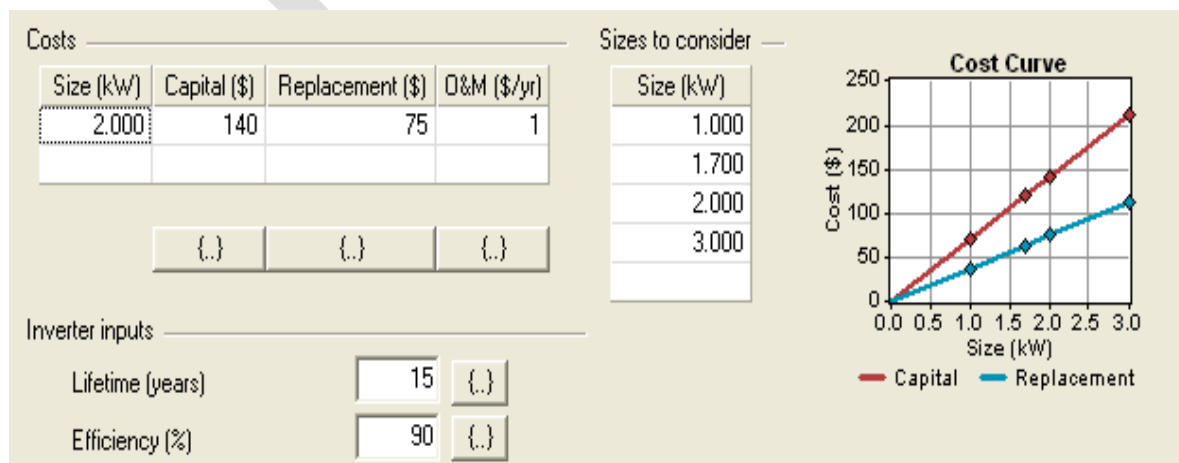 Costs
Size (kW) Capital ($) Replacement ($) O&M ($/yr)
2.000 140 75 1
{..} {..} {..}
Sizes to consider
Size (kW)
1.000
1.700
2.000
3.000
Cost Curve
250
200
150
100
50
0
Cost ($)
0.0 0.5 1.0 1.5 2.0 2.5 3.0
Size (kW)
Capital Replacement
Inverter inputs
Lifetime (years) 15 {..}
Efficiency (%) 90 {..}